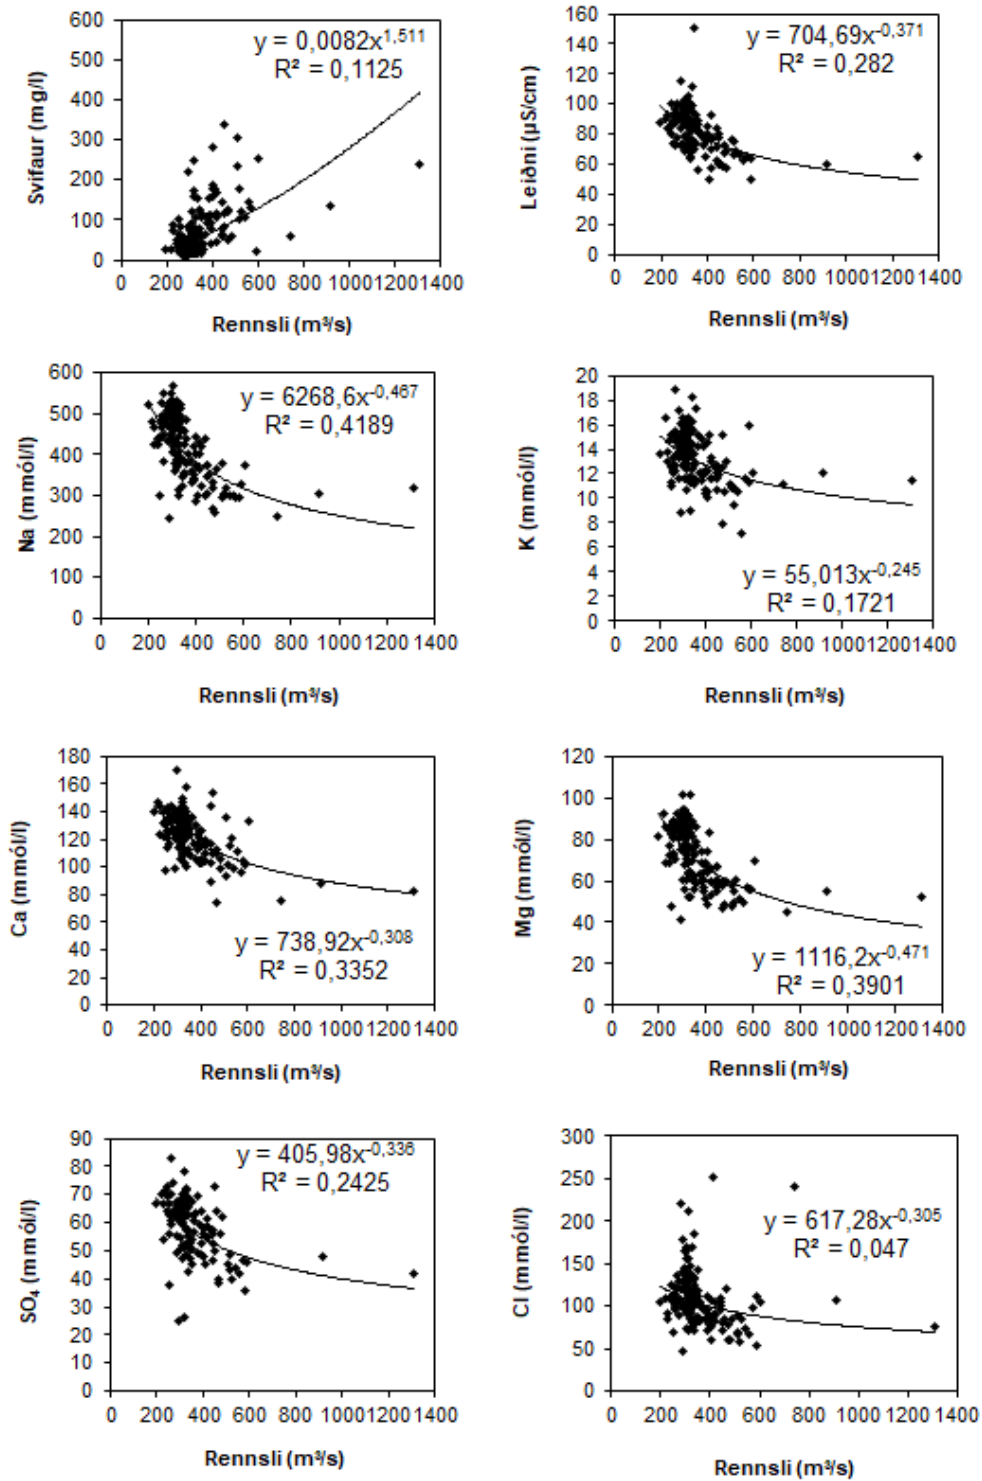 600
500
400
300
200
100
0
Svifaur (mg/l)
y = 0,0082x^1,511
R² = 0,1125
0 200 400 600 800 1000 1200 1400
Rennsli (m³/s)
160
140
120
100
80
60
40
20
0
Leiðni (µS/cm)
y = 704,69x^-0,371
R² = 0,282
0 200 400 600 800 1000 1200 1400
Rennsli (m³/s)
600
500
400
300
200
100
0
Na (mmól/l)
y = 6268,6x^-0,467
R² = 0,4189
0 200 400 600 800 1000 1200 1400
Rennsli (m³/s)
20
18
16
14
12
10
8
6
4
2
0
K (mmól/l)
y = 55,013x^-0,245
R² = 0,1721
0 200 400 600 800 1000 1200 1400
Rennsli (m³/s)
180
160
140
120
100
80
60
40
20
0
Ca (mmól/l)
y = 738,92x^-0,308
R² = 0,3352
0 200 400 600 800 1000 1200 1400
Rennsli (m³/s)
120
100
80
60
40
20
0
Mg (mmól/l)
y = 1116,2x^-0,471
R² = 0,3901
0 200 400 600 800 1000 1200 1400
Rennsli (m³/s)
90
80
70
60
50
40
30
20
10
0
SO₄ (mmól/l)
y = 405,98x^-0,336
R² = 0,2425
0 200 400 600 800 1000 1200 1400
Rennsli (m³/s)
300
250
200
150
100
50
0
Cl (mmól/l)
y = 617,28x^-0,305
R² = 0,047
0 200 400 600 800 1000 1200 1400
Rennsli (m³/s)